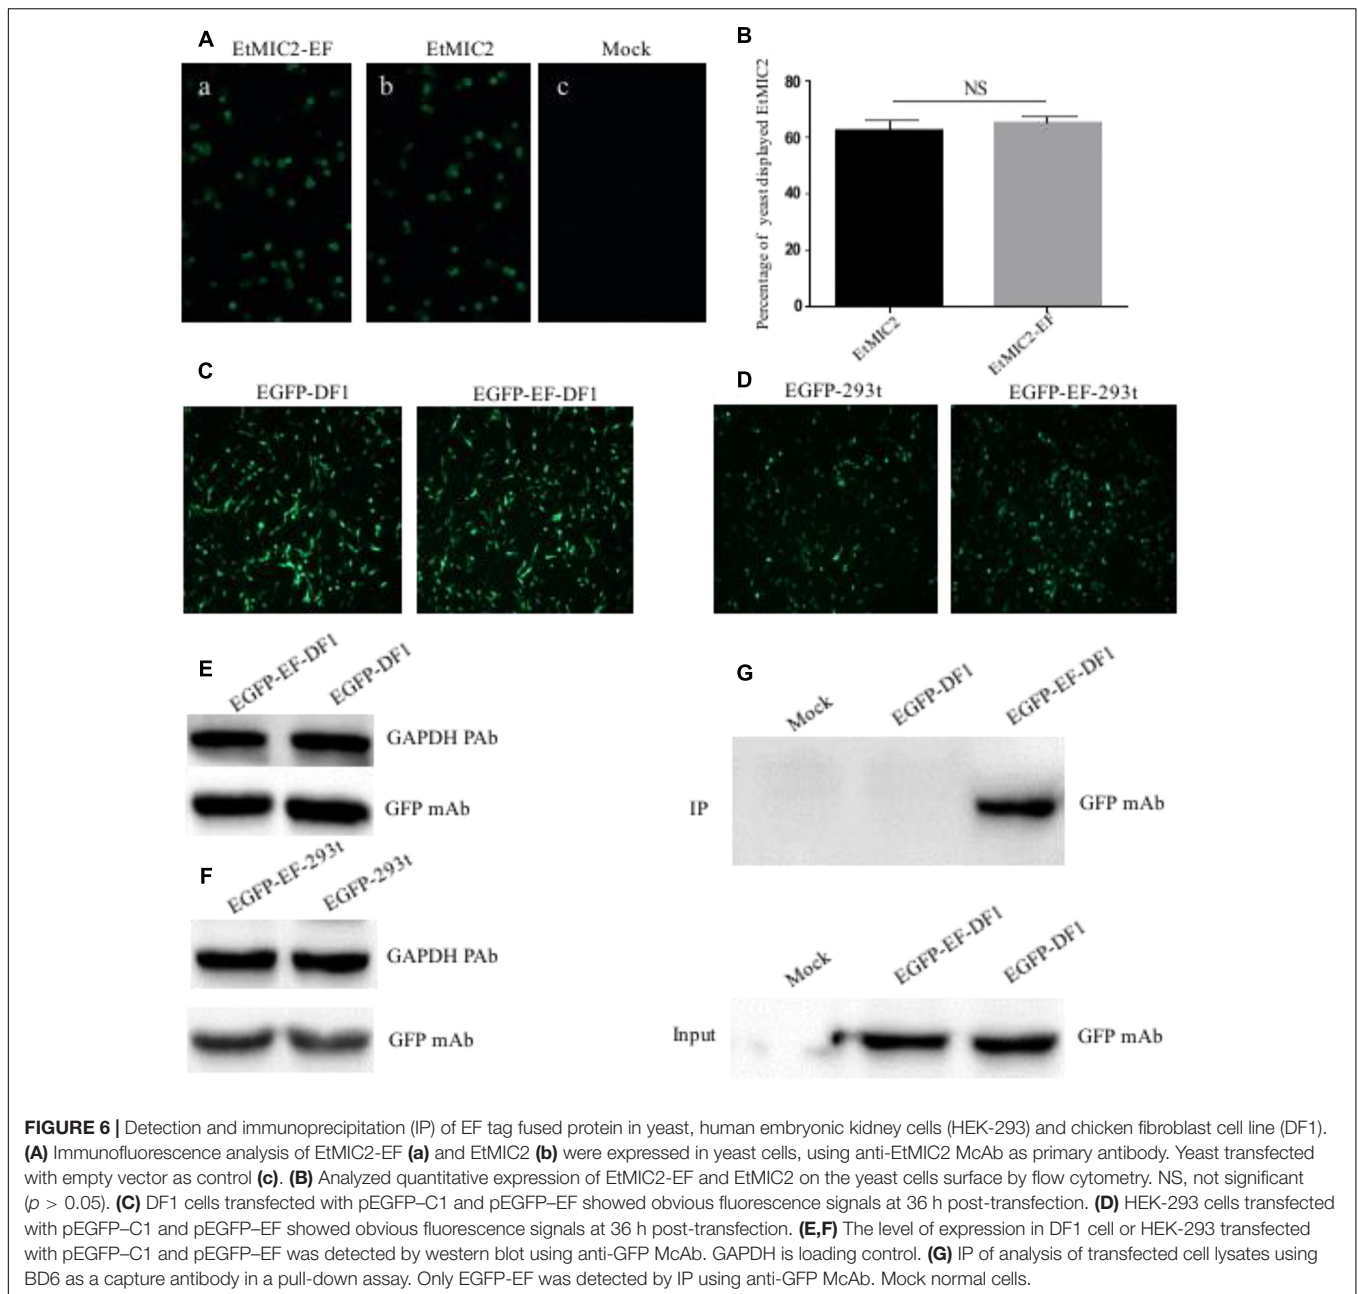 A
EtMIC2-EF
EtMIC2
Mock
a
b
c
B
Percentage of yeast displayed EtMIC2
80
60
40
20
0
NS
EtMIC2
EtMIC2-EF
C
EGFP-DF1
EGFP-EF-DF1
D
EGFP-293t
EGFP-EF-293t
E
EGFP-EF-DF1
EGFP-DF1
GAPDH PAb
GFP mAb
F
EGFP-EF-293t
EGFP-293t
GAPDH PAb
GFP mAb
G
Mock
EGFP-DF1
EGFP-EF-DF1
IP
GFP mAb
Mock
EGFP-EF-DF1
EGFP-DF1
Input
GFP mAb
FIGURE 6 | Detection and immunoprecipitation (IP) of EF tag fused protein in yeast, human embryonic kidney cells (HEK-293) and chicken fibroblast cell line (DF1).
(A) Immunofluorescence analysis of EtMIC2-EF (a) and EtMIC2 (b) were expressed in yeast cells, using anti-EtMIC2 McAb as primary antibody. Yeast transfected
with empty vector as control (c). (B) Analyzed quantitative expression of EtMIC2-EF and EtMIC2 on the yeast cells surface by flow cytometry. NS, not significant
(p > 0.05). (C) DF1 cells transfected with pEGFP–C1 and pEGFP–EF showed obvious fluorescence signals at 36 h post-transfection. (D) HEK-293 cells transfected
with pEGFP–C1 and pEGFP–EF showed obvious fluorescence signals at 36 h post-transfection. (E,F) The level of expression in DF1 cell or HEK-293 transfected
with pEGFP–C1 and pEGFP–EF was detected by western blot using anti-GFP McAb. GAPDH is loading control. (G) IP of analysis of transfected cell lysates using
BD6 as a capture antibody in a pull-down assay. Only EGFP-EF was detected by IP using anti-GFP McAb. Mock normal cells.